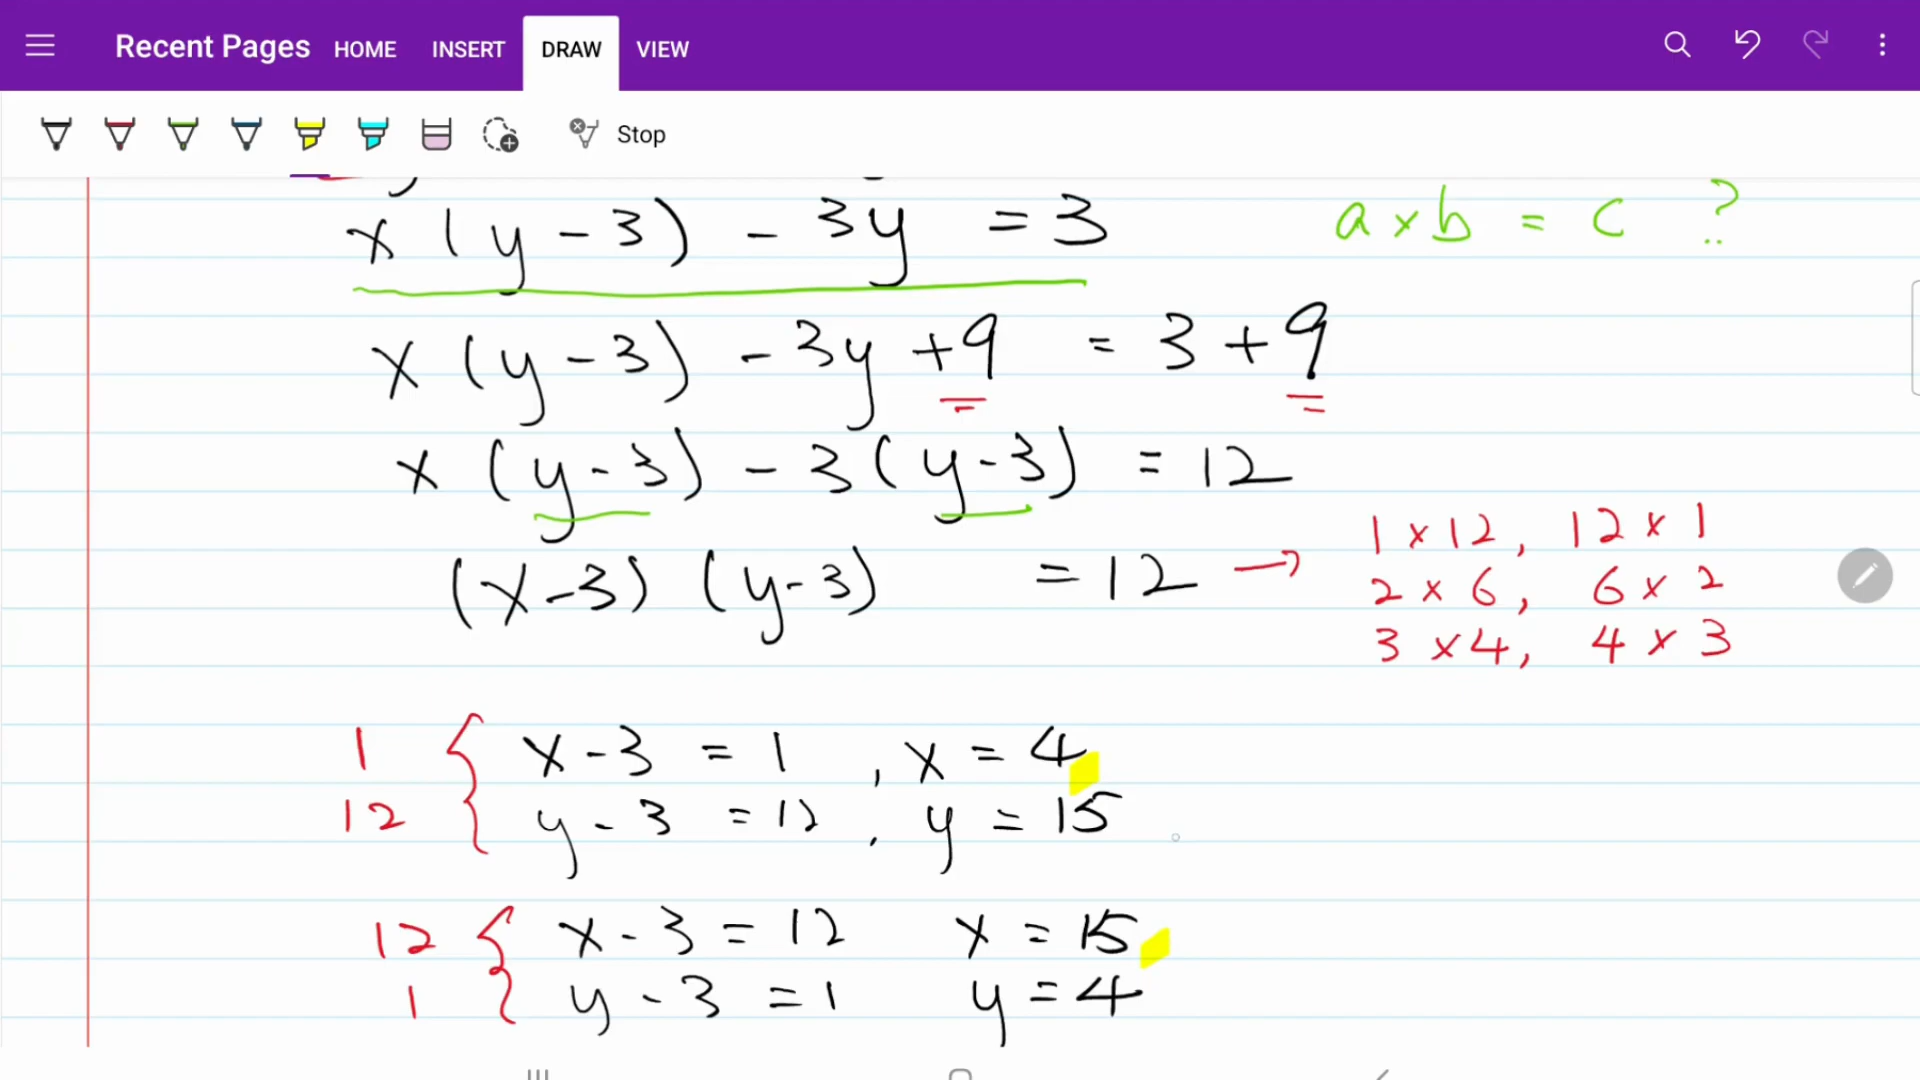 Recent Pages HOME INSERT DRAW VIEW
Stop
x (y - 3) - 3y = 3
a x b = c ?
x (y - 3) - 3y + 9 = 3 + 9
x (y - 3) - 3 (y - 3) = 12
(x - 3) (y - 3) = 12 →
1 x 12, 12 x 1
2 x 6, 6 x 2
3 x 4, 4 x 3
1 { x - 3 = 1 , x = 4
12 y - 3 = 12 , y = 15
12 { x - 3 = 12 x = 15
1 y - 3 = 1 y = 4